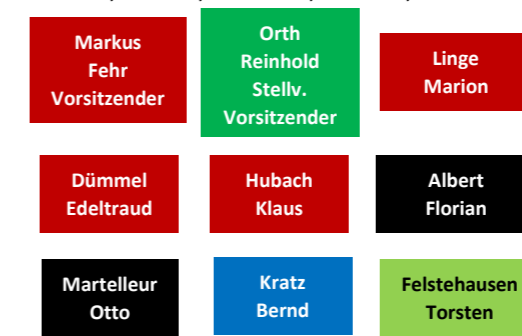 Markus
Fehr
Vorsitzender
Orth
Reinhold
Stellv.
Vorsitzender
Linge
Marion
Dümmel
Edeltraud
Hubach
Klaus
Albert
Florian
Martelleur
Otto
Kratz
Bernd
Felstehausen
Torsten